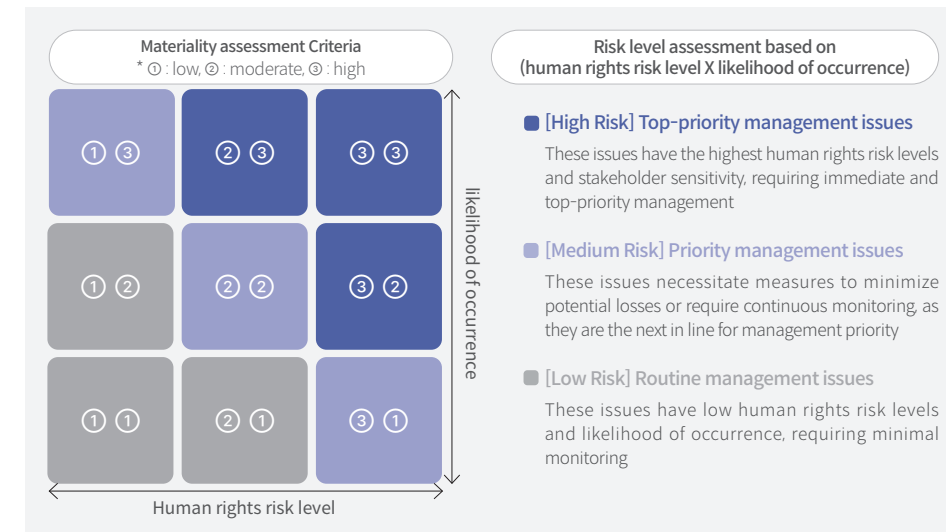 Materiality assessment Criteria
* ① : low, ② : moderate, ③ : high
① ③
② ③
③ ③
① ②
② ②
③ ②
① ①
② ①
③ ①
likelihood of occurrence
Human rights risk level
Risk level assessment based on
(human rights risk level X likelihood of occurrence)
[High Risk] Top-priority management issues
These issues have the highest human rights risk levels
and stakeholder sensitivity, requiring immediate and
top-priority management
[Medium Risk] Priority management issues
These issues necessitate measures to minimize
potential losses or require continuous monitoring, as
they are the next in line for management priority
[Low Risk] Routine management issues
These issues have low human rights risk levels
and likelihood of occurrence, requiring minimal
monitoring